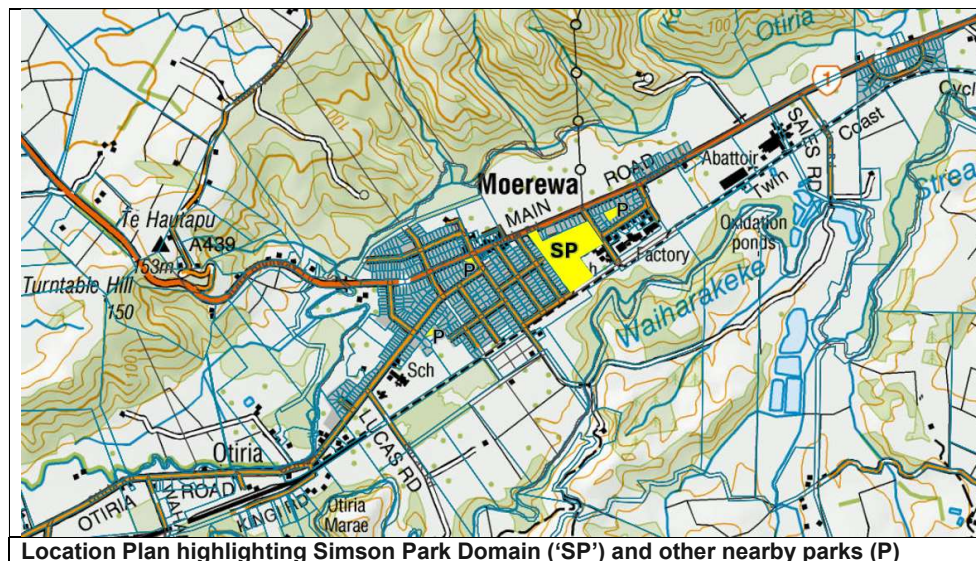 100
Otiria
1
Cycl
Coast
SALES RD
Abattoir
Twin
Strea
Moerewa
MAIN ROAD
P
Te Hautapu
A439
153m
Turntable Hill
150
100
SP
Factory
Oxidation
ponds
Waiharakeke
P
P
Sch
100
Otiria
LUCAS RD
OTIRIA ROAD
KINGI RD
Otiria
Marae
Location Plan highlighting Simson Park Domain (‘SP’) and other nearby parks (P)